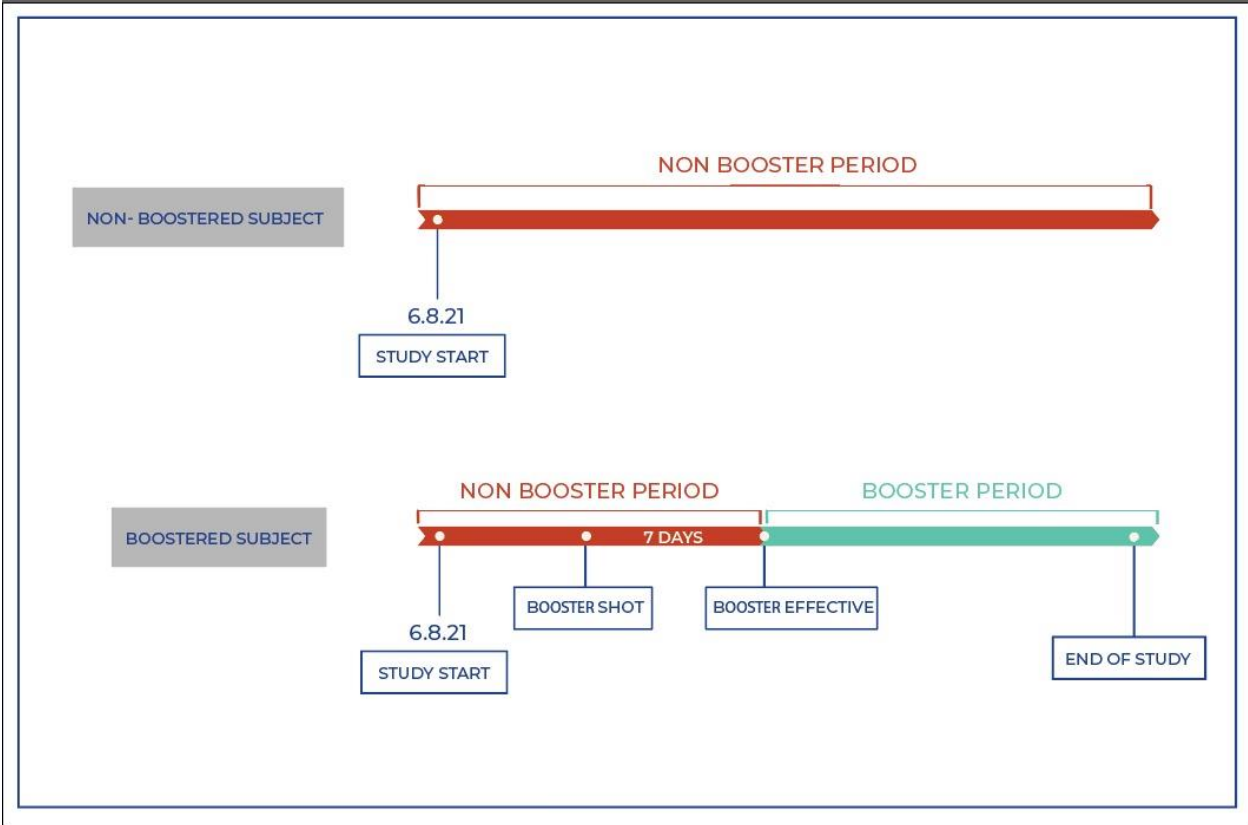 NON BOOSTER PERIOD
NON- BOOSTERED SUBJECT
6.8.21
STUDY START
NON BOOSTER PERIOD
BOOSTER PERIOD
BOOSTERED SUBJECT
7 DAYS
BOOSTER SHOT
BOOSTER EFFECTIVE
6.8.21
STUDY START
END OF STUDY